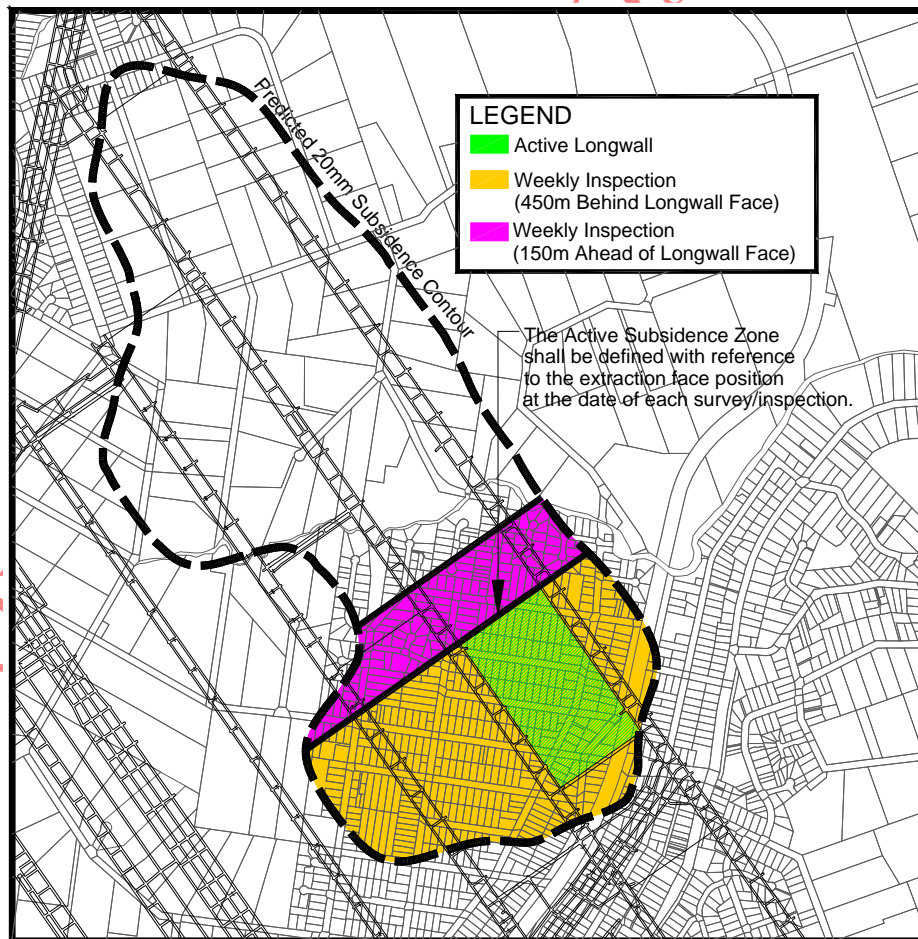 Predicted 20mm Subsidence Contour
LEGEND
Active Longwall
Weekly Inspection
(450m Behind Longwall Face)
Weekly Inspection
(150m Ahead of Longwall Face)
The Active Subsidence Zone
shall be defined with reference
to the extraction face position
at the date of each survey/inspection.